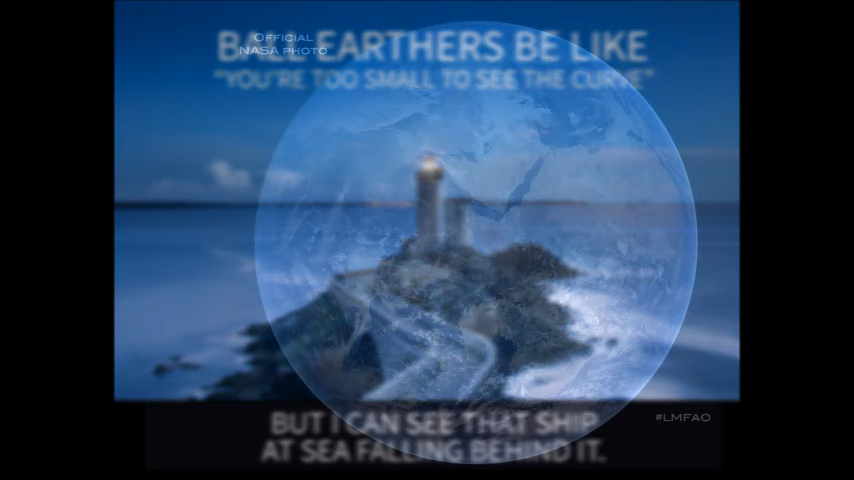 BALL EARTHERS BE LIKE
"YOU'RE TOO SMALL TO SEE THE CURVE"
Official
NASA photo
BUT I CAN SEE THAT SHIP
AT SEA FALLING BEHIND IT.
#LMFAO